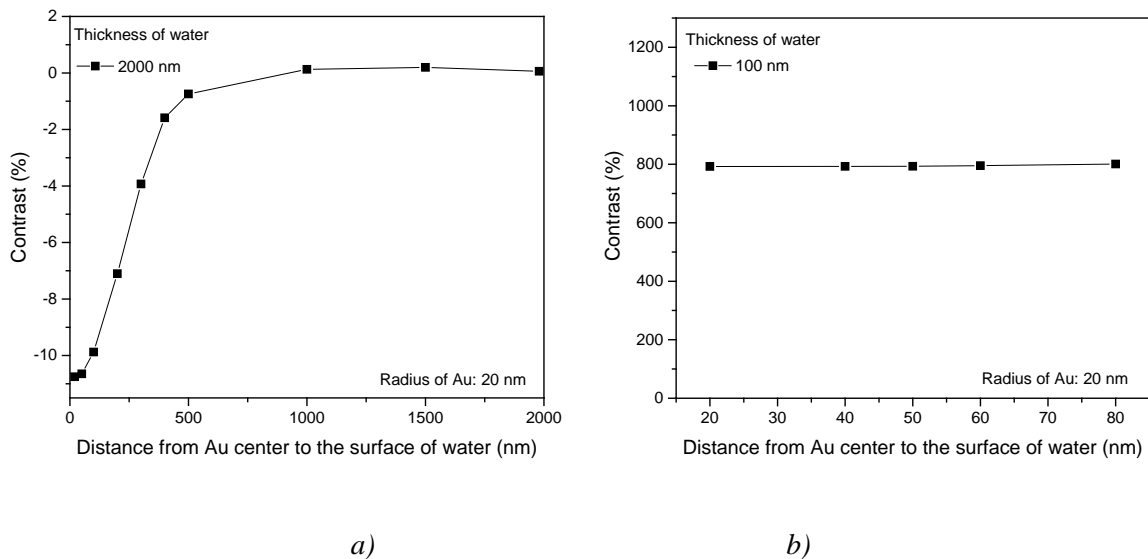 2
0
-2
-4
-6
-8
-10
Contrast (%)
Thickness of water
2000 nm
Radius of Au: 20 nm
0 500 1000 1500 2000
Distance from Au center to the surface of water (nm)
a)
1200
1000
800
600
400
200
0
Contrast (%)
Thickness of water
100 nm
Radius of Au: 20 nm
20 30 40 50 60 70 80
Distance from Au center to the surface of water (nm)
b)